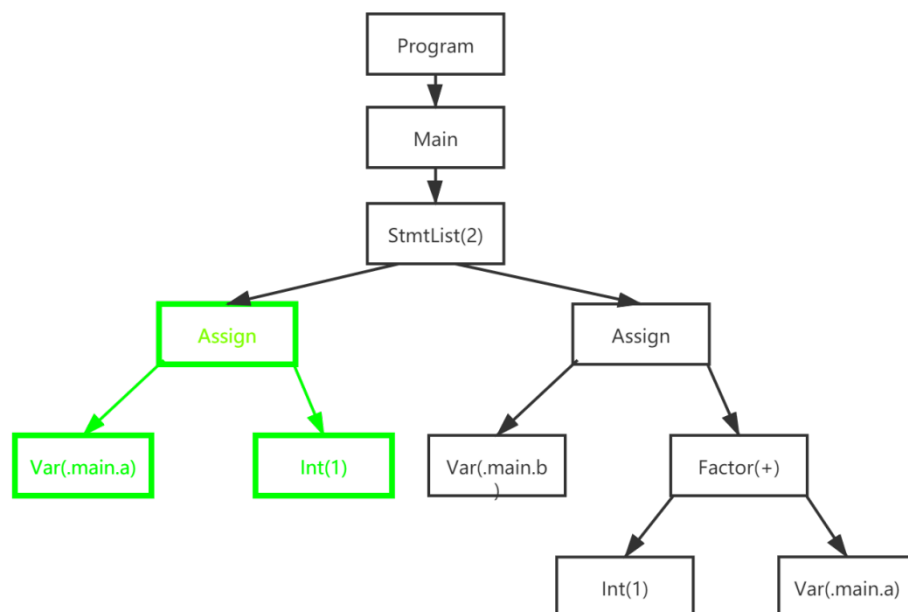 Program
Main
StmtList(2)
Assign
Assign
Var(.main.a)
Int(1)
Var(.main.b
)
Factor(+)
Int(1)
Var(.main.a)